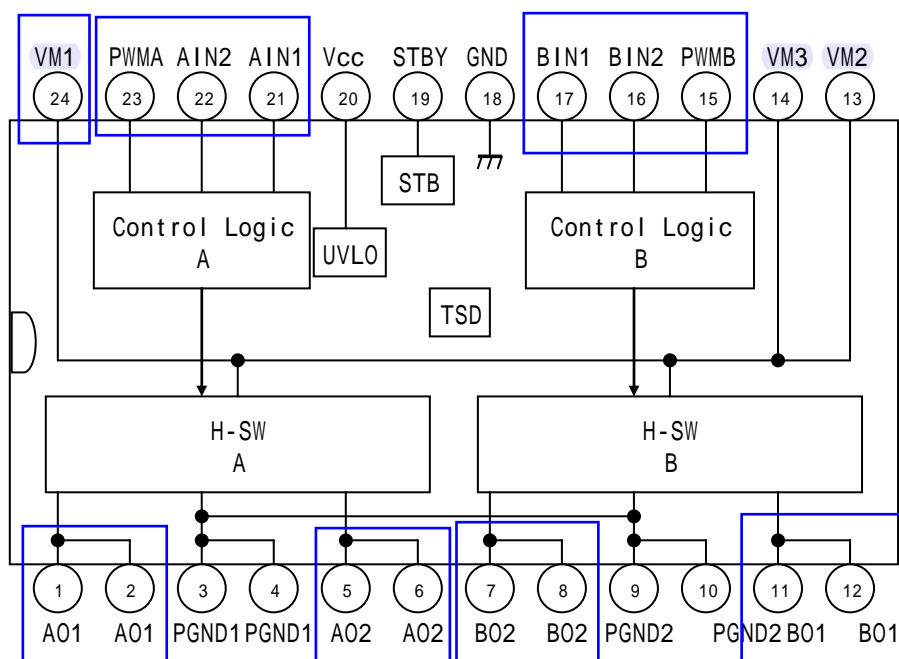 VM1 PWMA AIN2 AIN1 Vcc STBY GND BIN1 BIN2 PWMB VM3 VM2
24 23 22 21 20 19 18 17 16 15 14 13
STB
Control Logic
A
UVLO
Control Logic
B
TSD
H-SW
A
H-SW
B
1 2 3 4 5 6 7 8 9 10 11 12
AO1 AO1 PGND1 PGND1 AO2 AO2 BO2 BO2 PGND2 PGND2 BO1 BO1